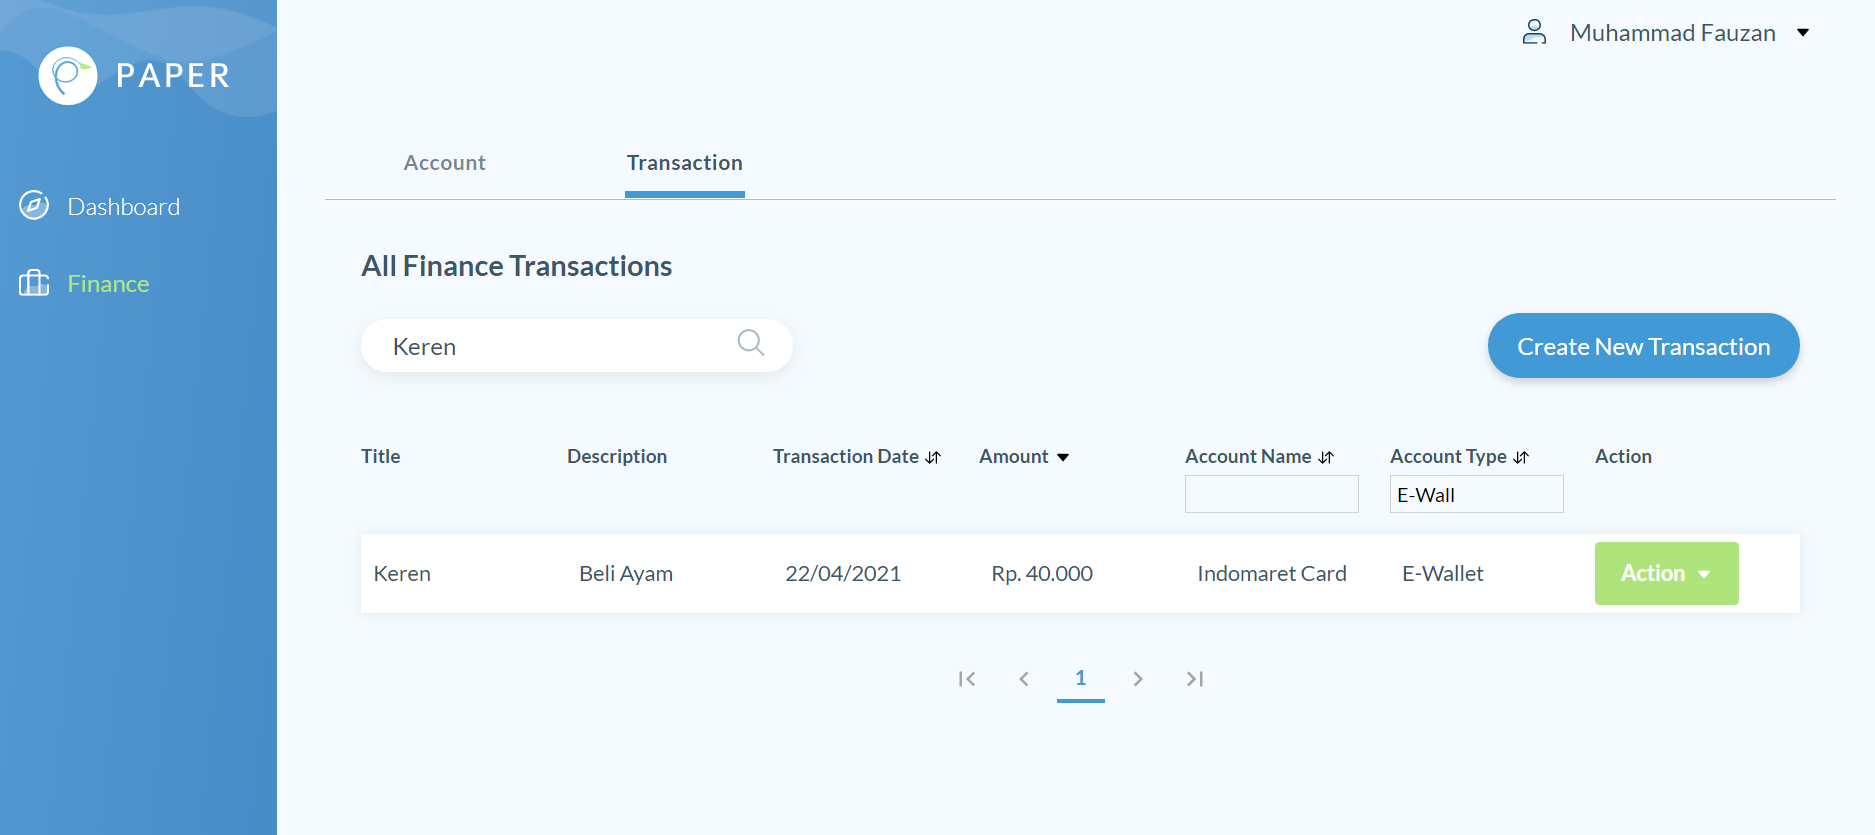 PAPER
Muhammad Fauzan
Dashboard
Finance
Account Transaction
All Finance Transactions
Keren
Create New Transaction
Title Description Transaction Date Amount Account Name Account Type Action
E-Wall
Keren Beli Ayam 22/04/2021 Rp. 40.000 Indomaret Card E-Wallet Action
1